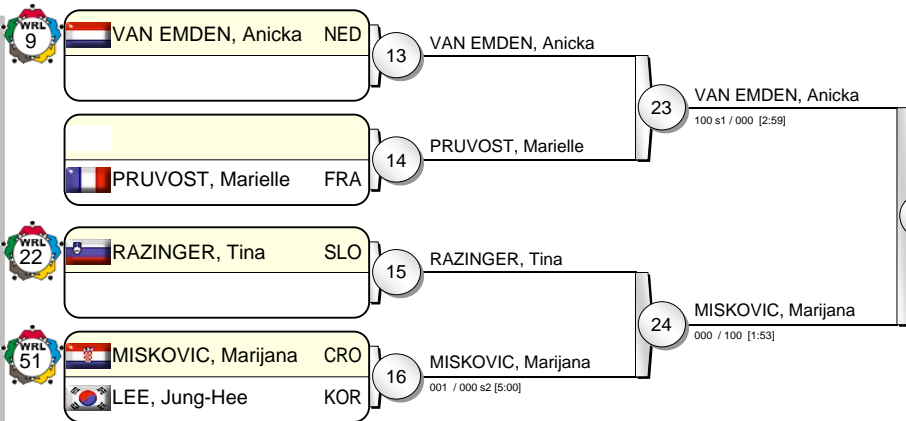 WRL
9
VAN EMDEN, Anicka NED
13
VAN EMDEN, Anicka
23
VAN EMDEN, Anicka
100 s1 / 000 [2:59]
14
PRUVOST, Marielle
PRUVOST, Marielle FRA
WRL
22
RAZINGER, Tina SLO
15
RAZINGER, Tina
24
MISKOVIC, Marijana
000 / 100 [1:53]
WRL
51
MISKOVIC, Marijana CRO
16
MISKOVIC, Marijana
001 / 000 s2 [5:00]
LEE, Jung-Hee KOR